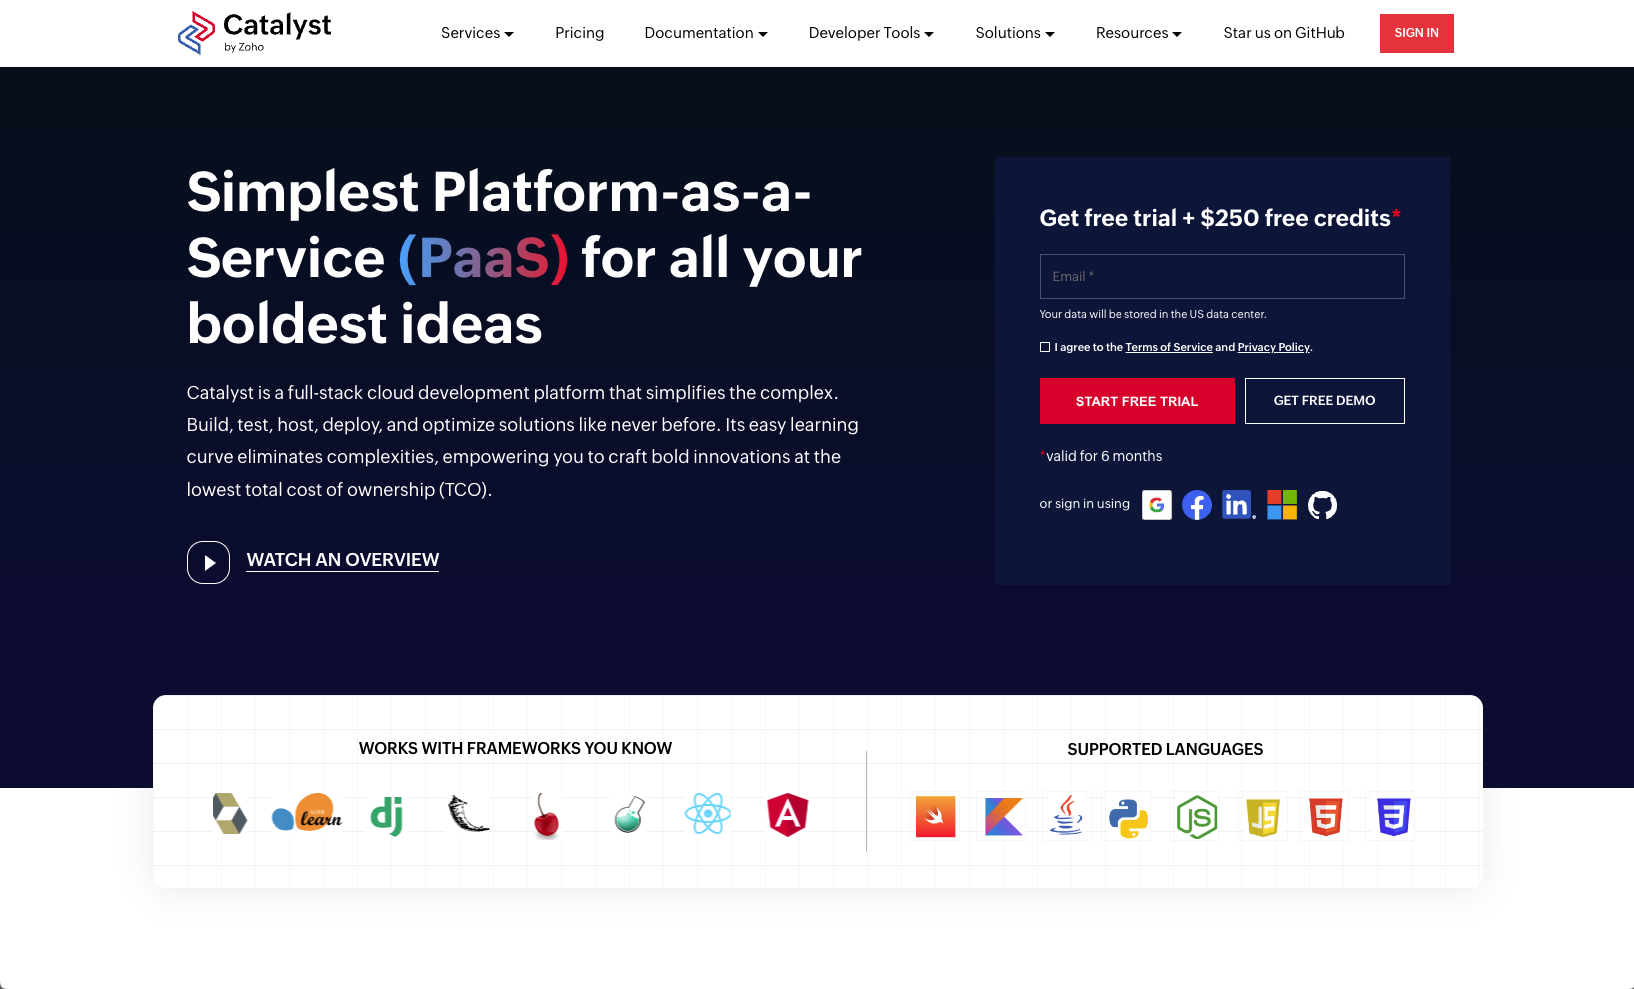 Catalyst
by Zoho
Services
Pricing
Documentation
Developer Tools
Solutions
Resources
Star us on GitHub
SIGN IN
Simplest Platform-as-a-
Service (PaaS) for all your
boldest ideas
Catalyst is a full-stack cloud development platform that simplifies the complex.
Build, test, host, deploy, and optimize solutions like never before. Its easy learning
curve eliminates complexities, empowering you to craft bold innovations at the
lowest total cost of ownership (TCO).
WATCH AN OVERVIEW
Get free trial + $250 free credits*
Email *
Your data will be stored in the US data center.
I agree to the Terms of Service and Privacy Policy.
START FREE TRIAL
GET FREE DEMO
*valid for 6 months
or sign in using
G
f
in
WORKS WITH FRAMEWORKS YOU KNOW
learn
dj
A
SUPPORTED LANGUAGES
JS
JS
5
3